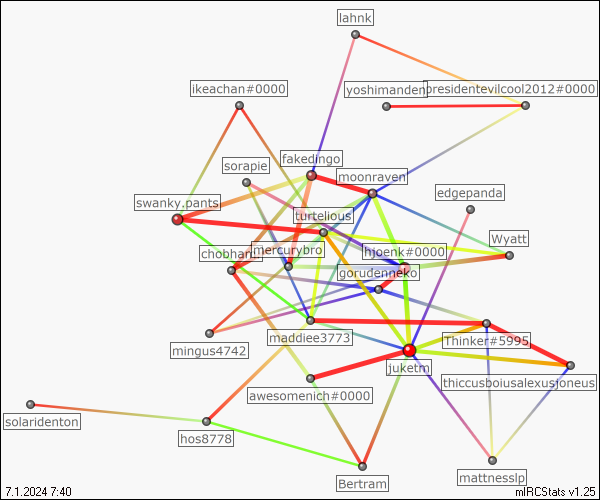 lahnk
ikeachan#0000
yoshimanden
presidentevilcool2012#0000
fakedingo
sorapie
moonraven
edgepanda
swanky.pants
turtelious
Wyatt
chobhari
mercurybro
hjoenk#0000
gorudenneko
maddiee3773
Thinker#5995
mingus4742
juketm
thiccusboiusalexusjoneus
awesomenich#0000
solaridenton
hos8778
mattnesslp
Bertram
7.1.2024 7:40
mIRCStats v1.25